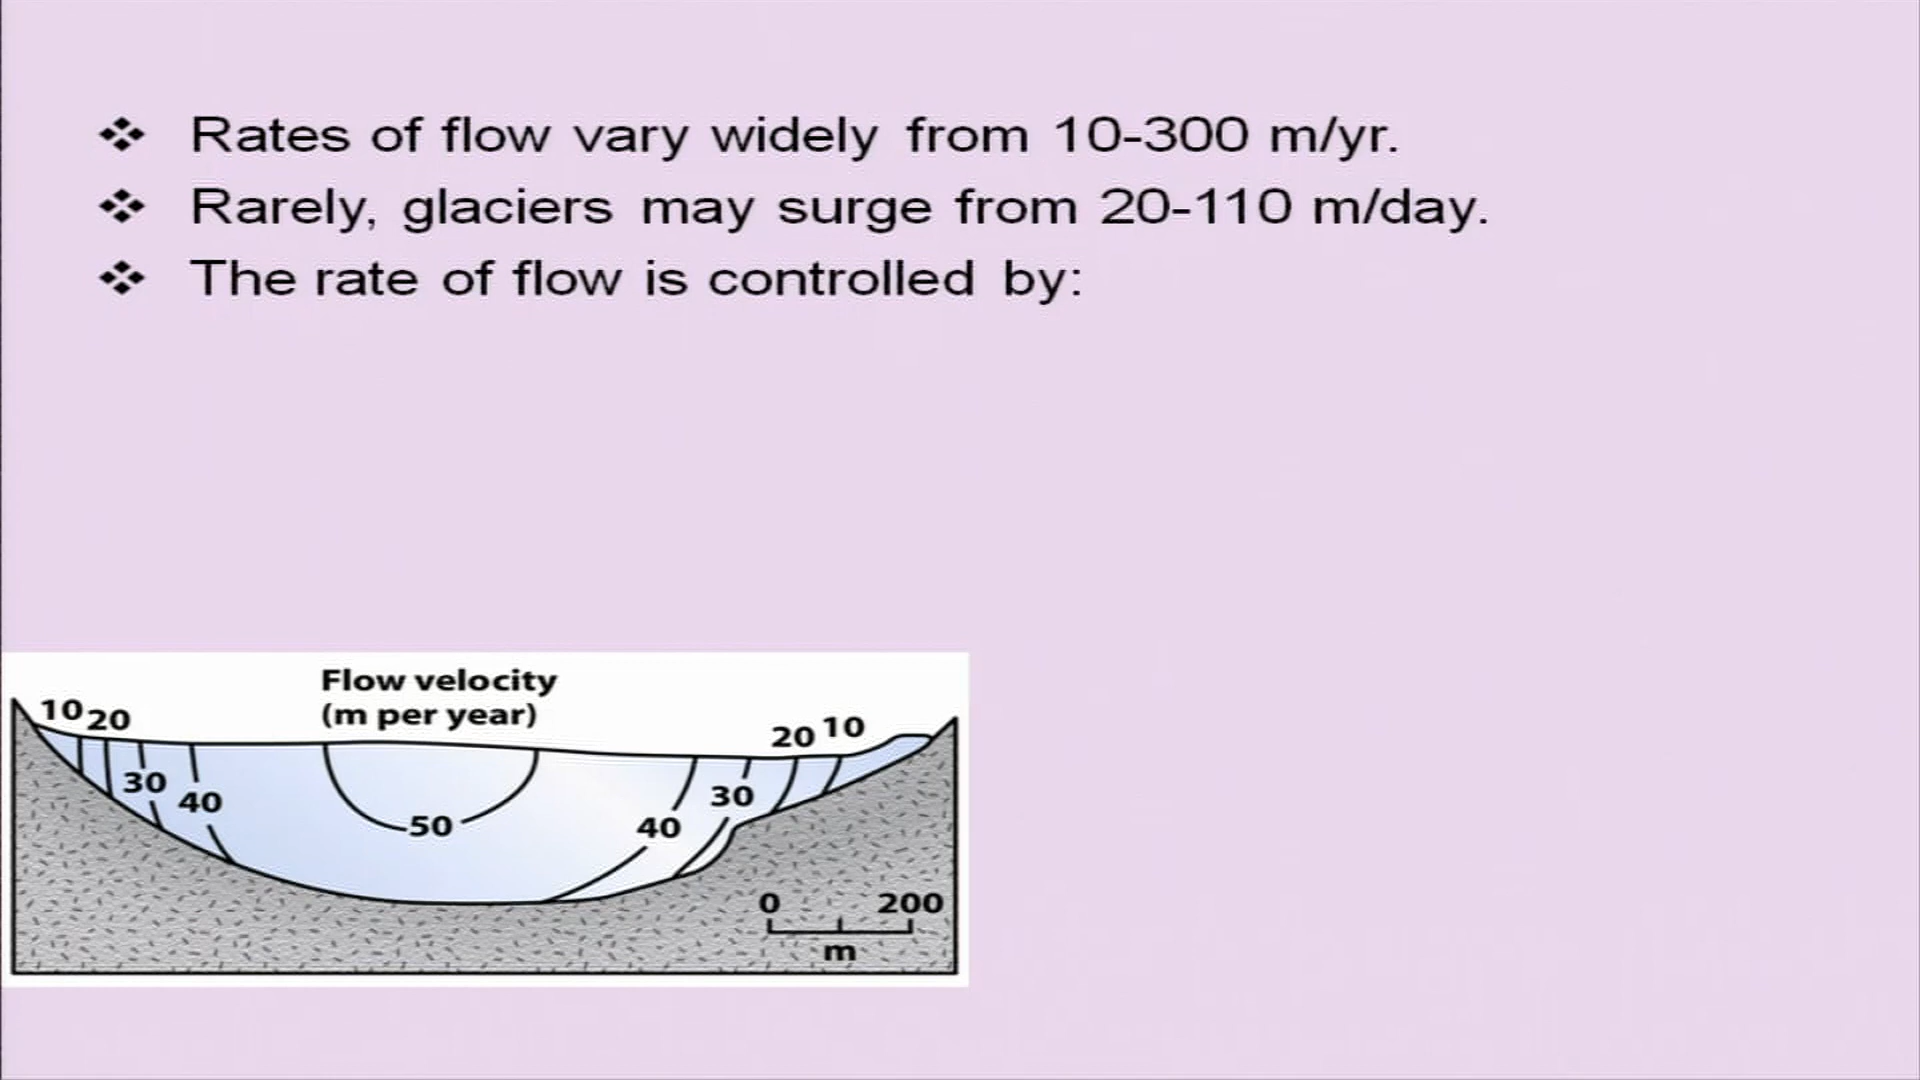 Rates of flow vary widely from 10-300 m/yr.
Rarely, glaciers may surge from 20-110 m/day.
The rate of flow is controlled by:
Flow velocity
(m per year)
10 20
20 10
30 40
50
40 30
0 200
m